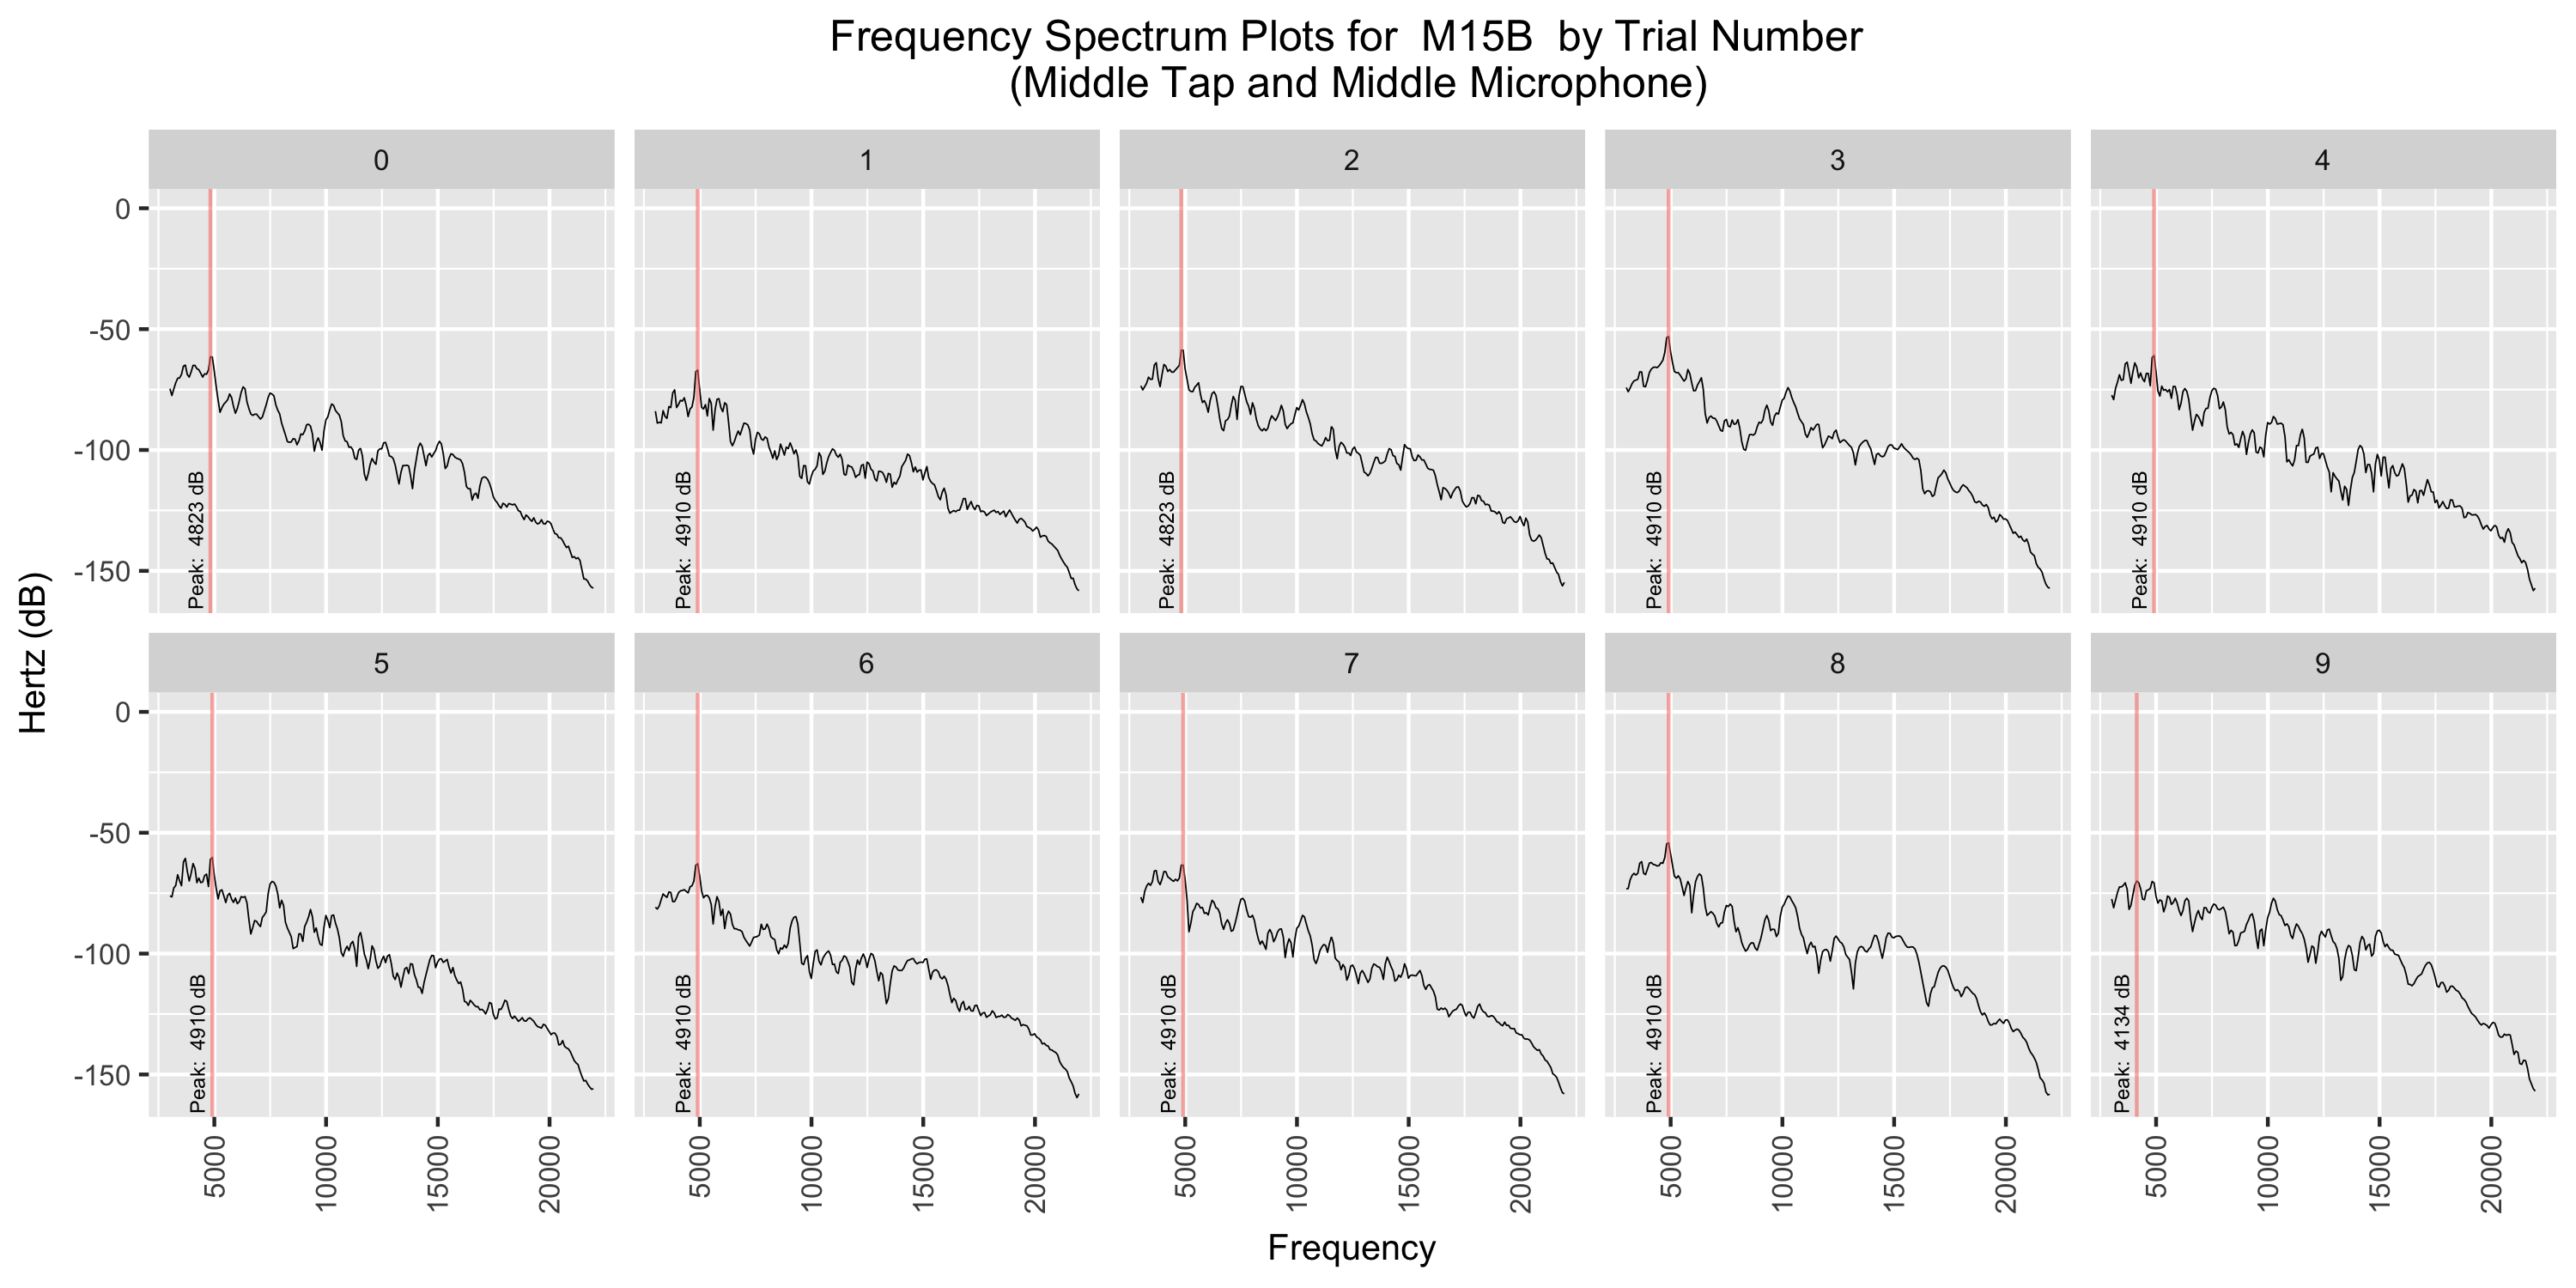 Frequency Spectrum Plots for  M15B  by Trial Number
(Middle Tap and Middle Microphone)
0 1 2 3 4
0
-50
-100
-150
Peak:  4823 dB
Peak:  4910 dB
Peak:  4823 dB
Peak:  4910 dB
Peak:  4910 dB
Hertz (dB)
5 6 7 8 9
0
-50
-100
-150
Peak:  4910 dB
Peak:  4910 dB
Peak:  4910 dB
Peak:  4910 dB
Peak:  4134 dB
5000 10000 15000 20000 5000 10000 15000 20000 5000 10000 15000 20000 5000 10000 15000 20000 5000 10000 15000 20000
Frequency